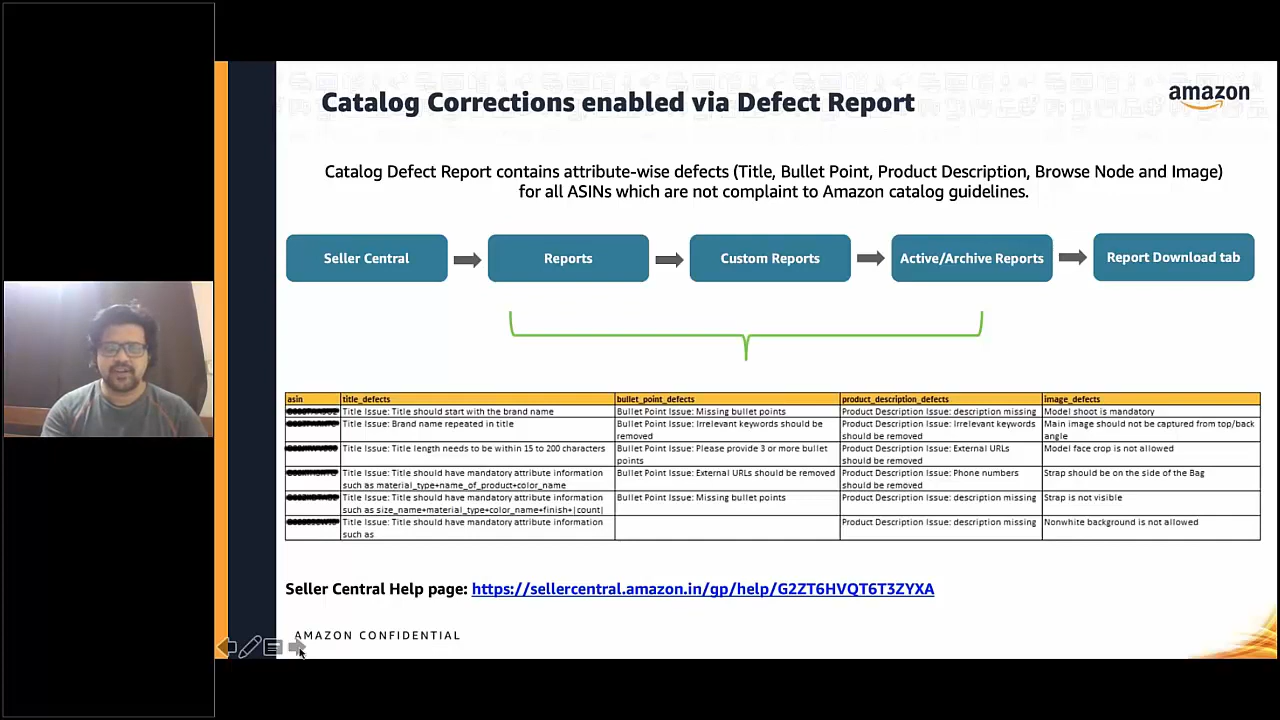 Catalog Corrections enabled via Defect Report
amazon
Catalog Defect Report contains attribute-wise defects (Title, Bullet Point, Product Description, Browse Node and Image)
for all ASINs which are not complaint to Amazon catalog guidelines.
Seller Central
Reports
Custom Reports
Active/Archive Reports
Report Download tab
asin title_defects bullet_point_defects product_description_defects image_defects
Title Issue: Title should start with the brand name Bullet Point Issue: Missing bullet points Product Description Issue: description missing Model shoot is mandatory
Title Issue: Brand name repeated in title Bullet Point Issue: Irrelevant keywords should be Product Description Issue: Irrelevant keywords Main image should not be captured from top/back
removed should be removed angle
Title Issue: Title length needs to be within 15 to 200 characters Bullet Point Issue: Please provide 3 or more bullet Product Description Issue: External URLs Model face crop is not allowed
points should be removed
Title Issue: Title should have mandatory attribute information Bullet Point Issue: External URLs should be removed Product Description Issue: Phone numbers Strap should be on the side of the Bag
such as material_type+name_of_product+color_name should be removed
Title Issue: Title should have mandatory attribute information Bullet Point Issue: Missing bullet points Product Description Issue: description missing Strap is not visible
such as size_name+material_type+color_name+finish+|count|
Title Issue: Title should have mandatory attribute information Product Description Issue: description missing Nonwhite background is not allowed
such as
Seller Central Help page: https://sellercentral.amazon.in/gp/help/G2ZT6HVQT6T3ZYXA
AMAZON CONFIDENTIAL